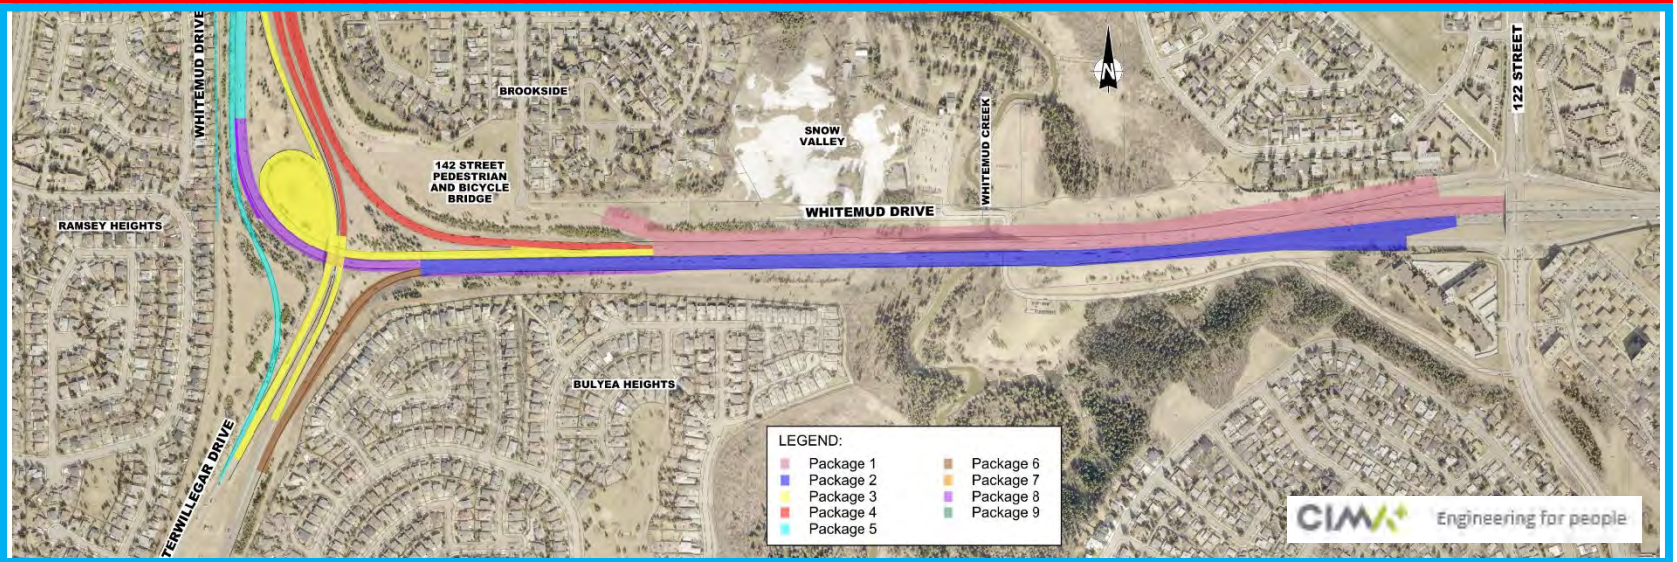 WHITEMUD DRIVE
122 STREET
N
BROOKSIDE
SNOW
VALLEY
WHITEMUD CREEK
142 STREET
PEDESTRIAN
AND BICYCLE
BRIDGE
WHITEMUD DRIVE
RAMSEY HEIGHTS
BULYEA HEIGHTS
TERWILLEGAR DRIVE
LEGEND:
Package 1
Package 2
Package 3
Package 4
Package 5
Package 6
Package 7
Package 8
Package 9
CIMA+
Engineering for people